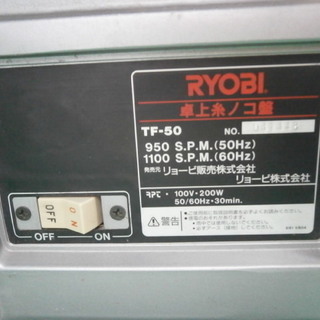 RYOBI
卓上糸ノコ盤
TF-50 NO.
950 S.P.M.(50Hz)
1100 S.P.M.(60Hz)
発売元 リョービ販売株式会社
リョービ株式会社
100V・200W
50/60Hz・30min.
警告
OFF
ON
OFF ON